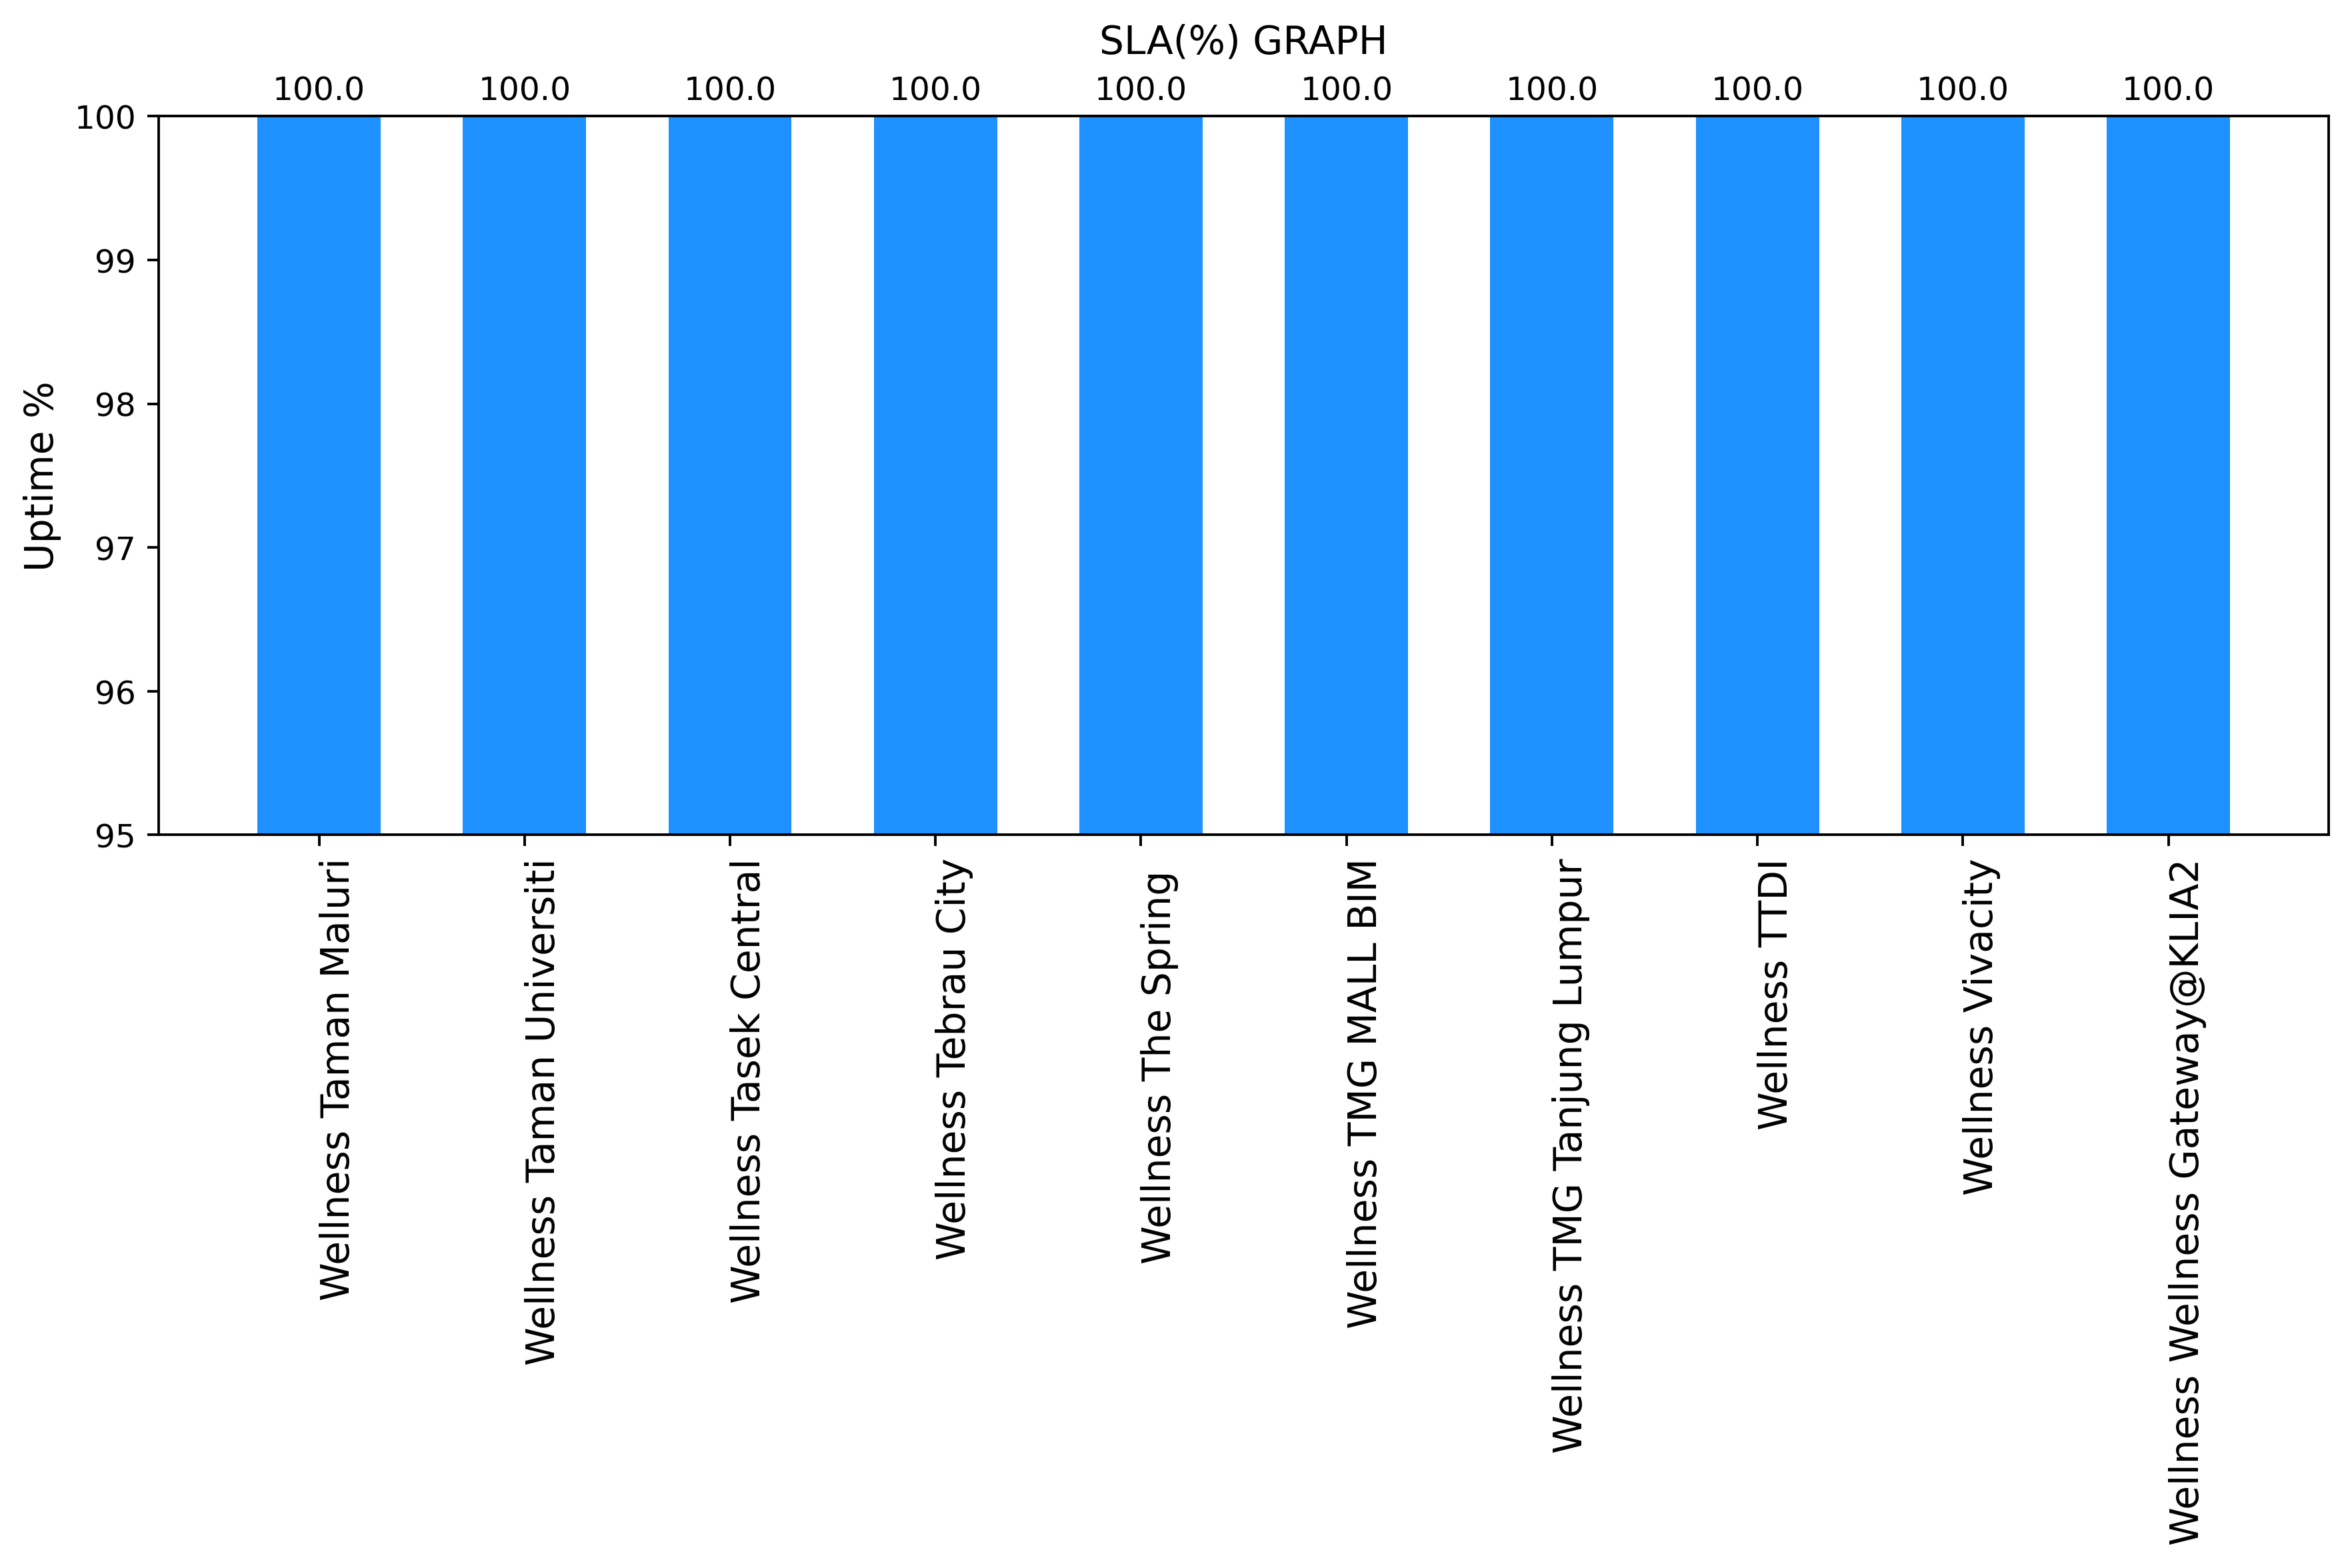 SLA(%) GRAPH
100.0 100.0 100.0 100.0 100.0 100.0 100.0 100.0 100.0 100.0
100
99
98
97
96
95
Uptime %
Wellness Taman Maluri
Wellness Taman Universiti
Wellness Tasek Central
Wellness Tebrau City
Wellness The Spring
Wellness TMG MALL BIM
Wellness TMG Tanjung Lumpur
Wellness TTDI
Wellness Vivacity
Wellness Wellness Gateway@KLIA2